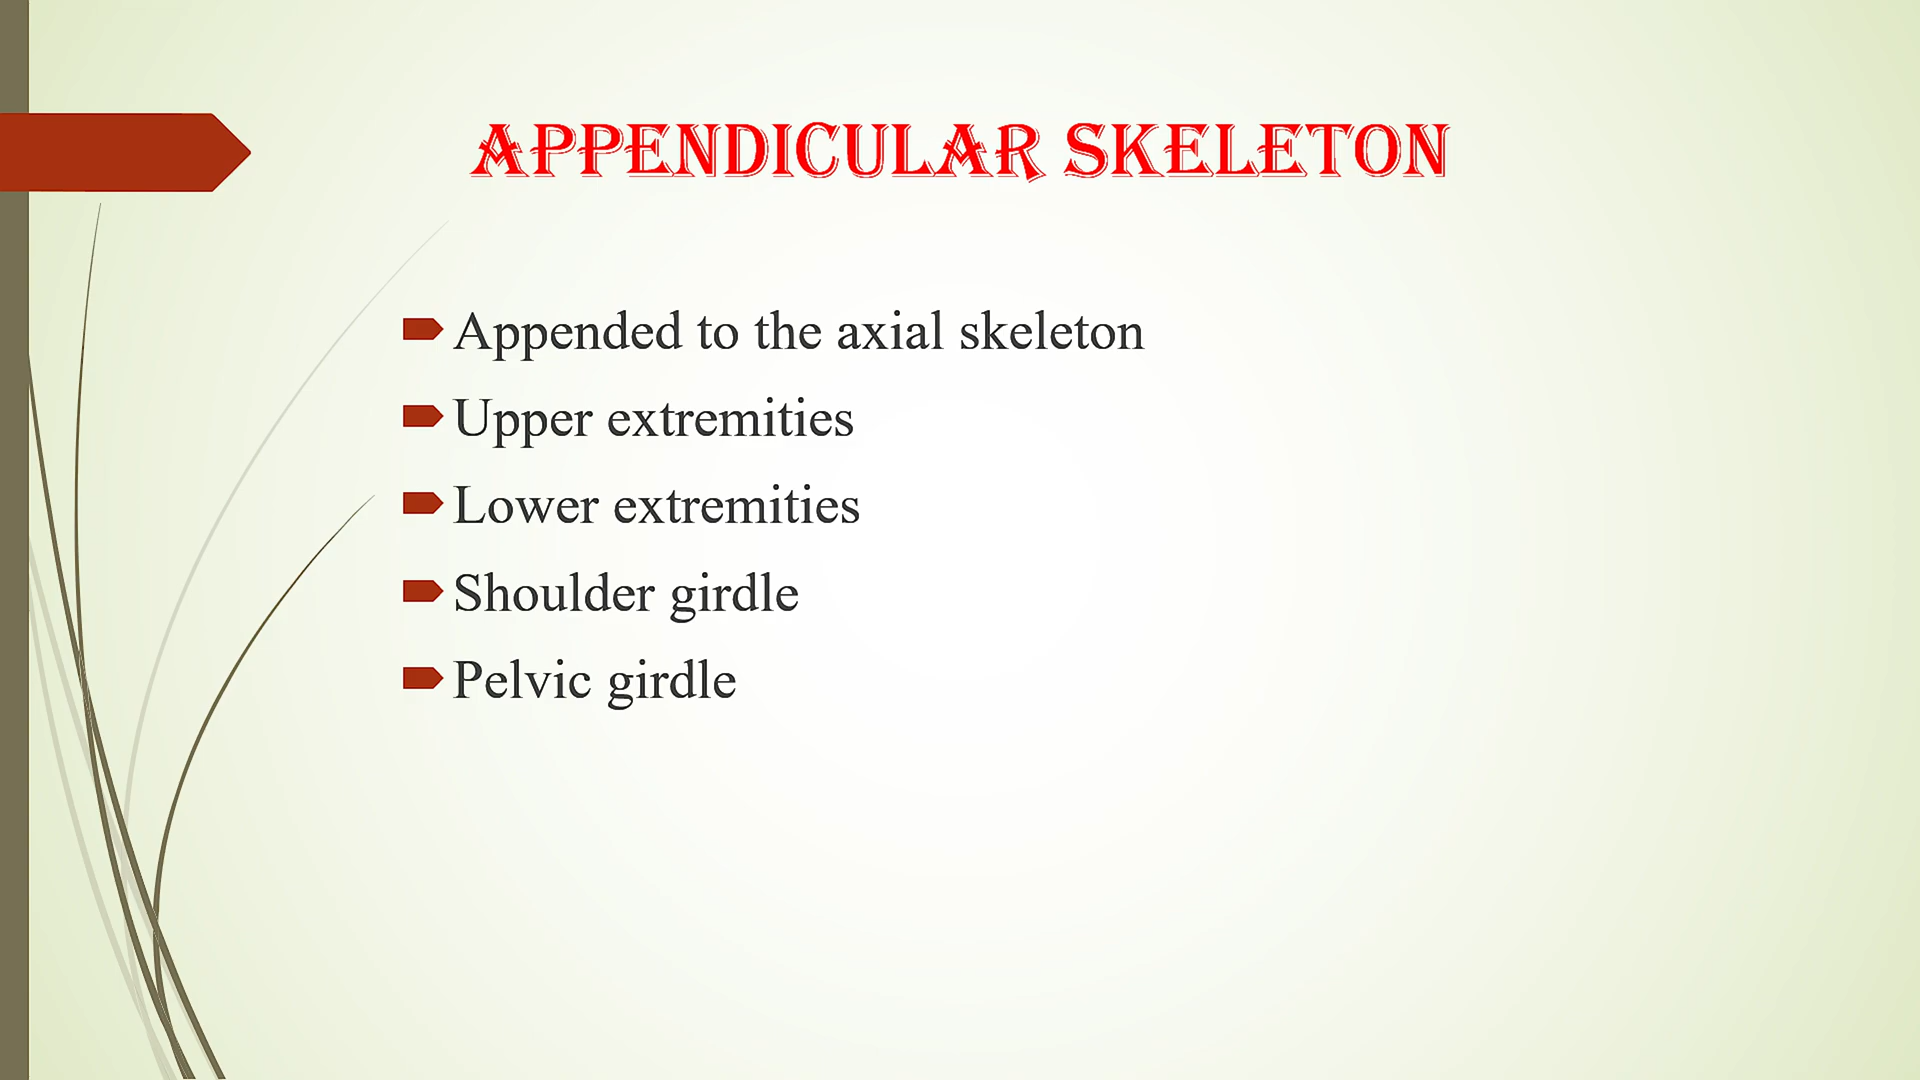 APPENDICULAR SKELETON
Appended to the axial skeleton
Upper extremities
Lower extremities
Shoulder girdle
Pelvic girdle